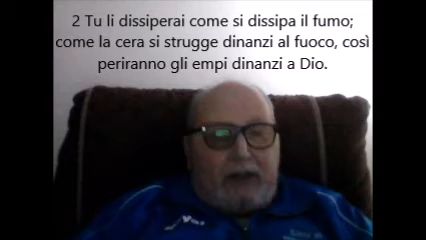 2 Tu li dissiperai come si dissipa il fumo;
come la cera si strugge dinanzi al fuoco, così
periranno gli empi dinanzi a Dio.